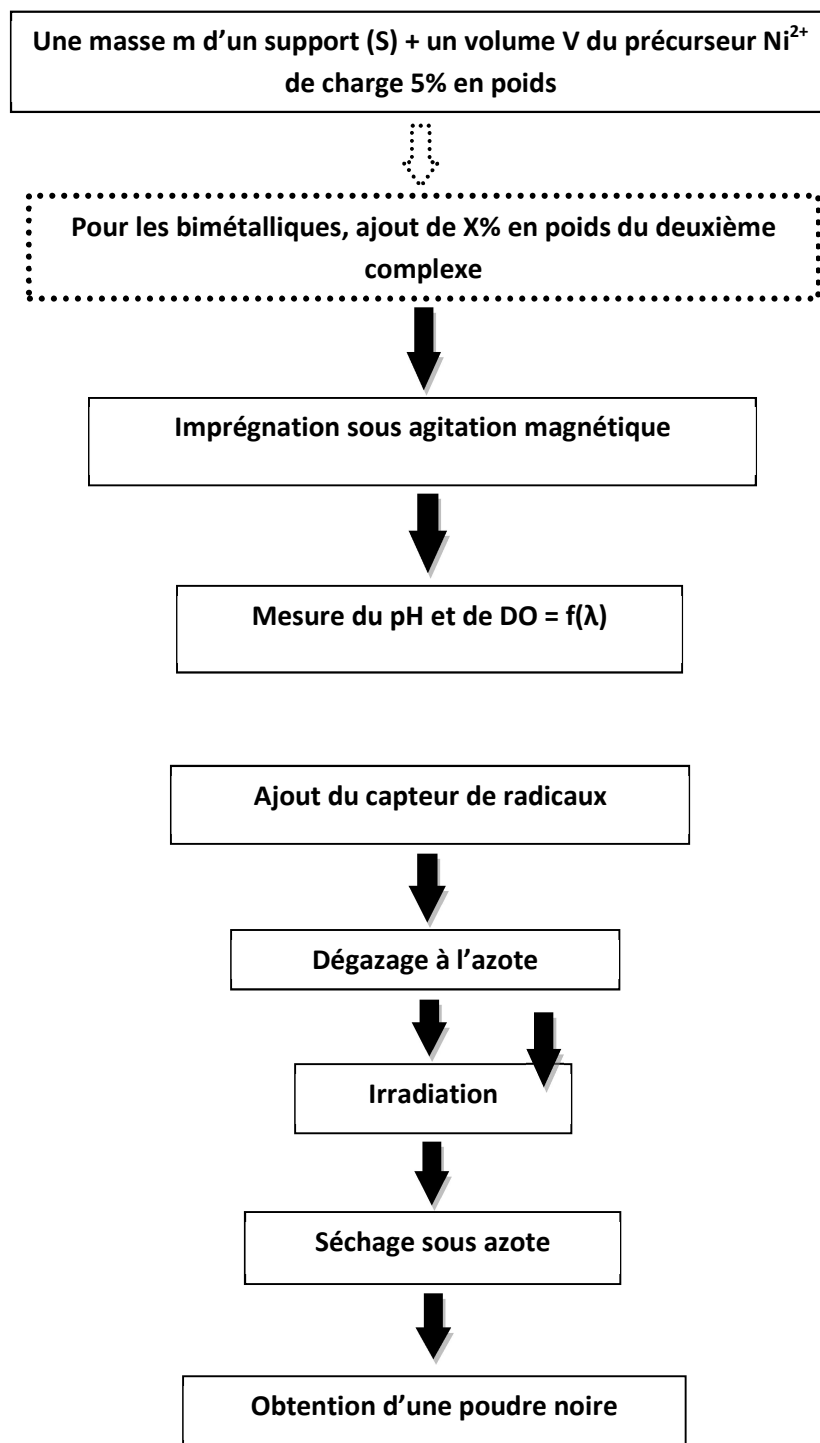 Une masse m d’un support (S) + un volume V du précurseur Ni²⁺
de charge 5% en poids
Pour les bimétalliques, ajout de X% en poids du deuxième
complexe
Imprégnation sous agitation magnétique
Mesure du pH et de DO = f(λ)
Ajout du capteur de radicaux
Dégazage à l’azote
Irradiation
Séchage sous azote
Obtention d’une poudre noire